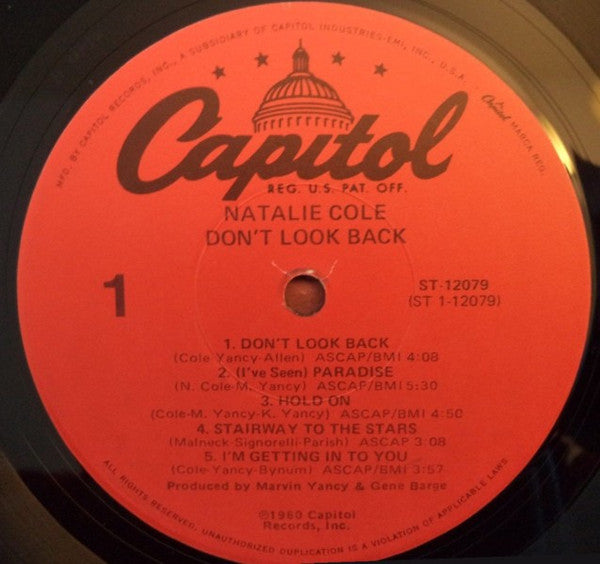 MFD. BY CAPITOL RECORDS, INC., A SUBSIDIARY OF CAPITOL INDUSTRIES-EMI, INC., U.S.A.
Capitol MARCA REG.
Capitol
REG. U.S. PAT. OFF.
NATALIE COLE
DON'T LOOK BACK
1
ST-12079
(ST 1-12079)
1. DON'T LOOK BACK
(Cole-Yancy-Allen) ASCAP/BMI 4:08
2. (I've Seen) PARADISE
(N. Cole-M. Yancy) ASCAP/BMI 5:30
3. HOLD ON
(Cole-M. Yancy-K. Yancy) ASCAP/BMI 4:50
4. STAIRWAY TO THE STARS
(Malneck-Signorelli-Parish) ASCAP 3:08
5. I'M GETTING IN TO YOU
(Cole-Yancy-Bynum) ASCAP/BMI 3:57
Produced by Marvin Yancy & Gene Barge
℗1980 Capitol
Records, Inc.
ALL RIGHTS RESERVED. UNAUTHORIZED DUPLICATION IS A VIOLATION OF APPLICABLE LAWS